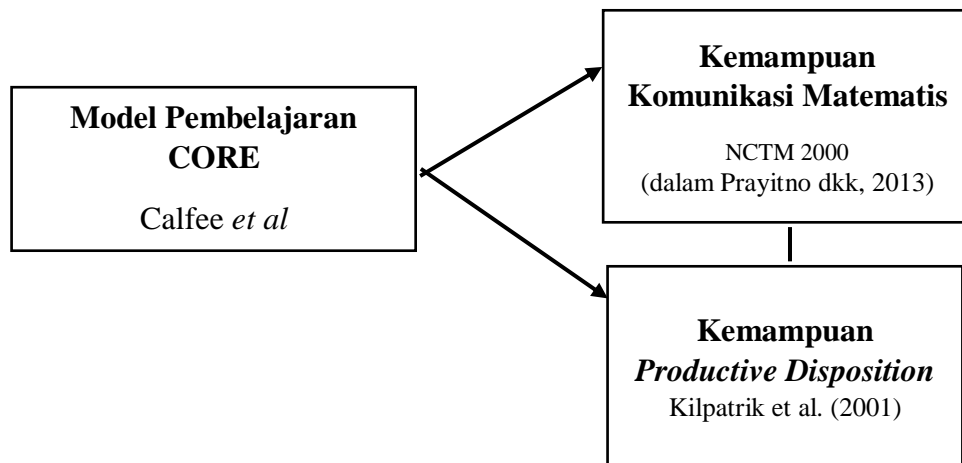 Model Pembelajaran
CORE
Calfee et al
Kemampuan
Komunikasi Matematis
NCTM 2000
(dalam Prayitno dkk, 2013)
Kemampuan
Productive Disposition
Kilpatrik et al. (2001)